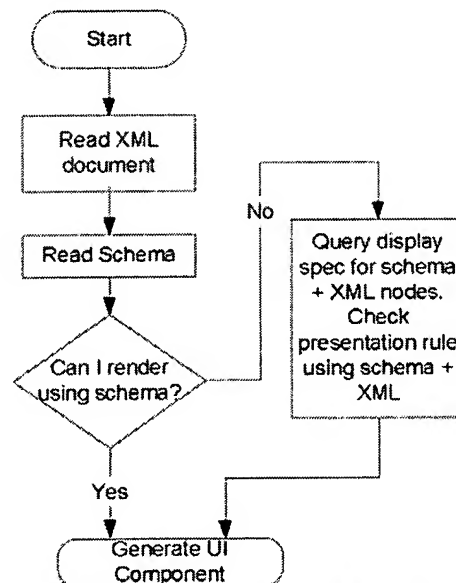 Start
Read XML
document
Read Schema
No
Query display
spec for schema
+ XML nodes.
Check
presentation rule
using schema +
XML
Can I render
using schema?
Yes
Generate UI
Component